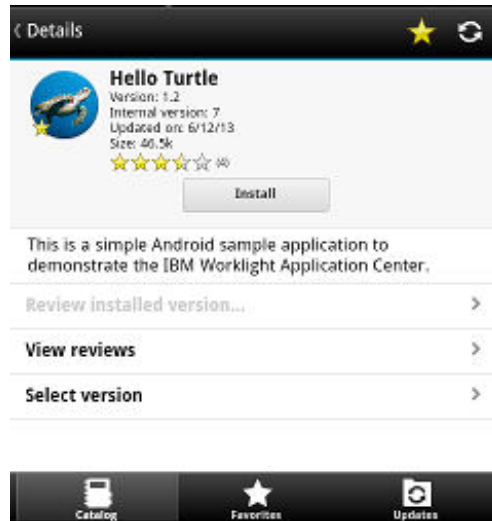 Details
Hello Turtle
Version: 1.2
Internal version: 7
Updated on: 6/12/13
Size: 46.5k
(4)
Install
This is a simple Android sample application to
demonstrate the IBM Worklight Application Center.
Review installed version...
View reviews
Select version
Catalog Favorites Updates